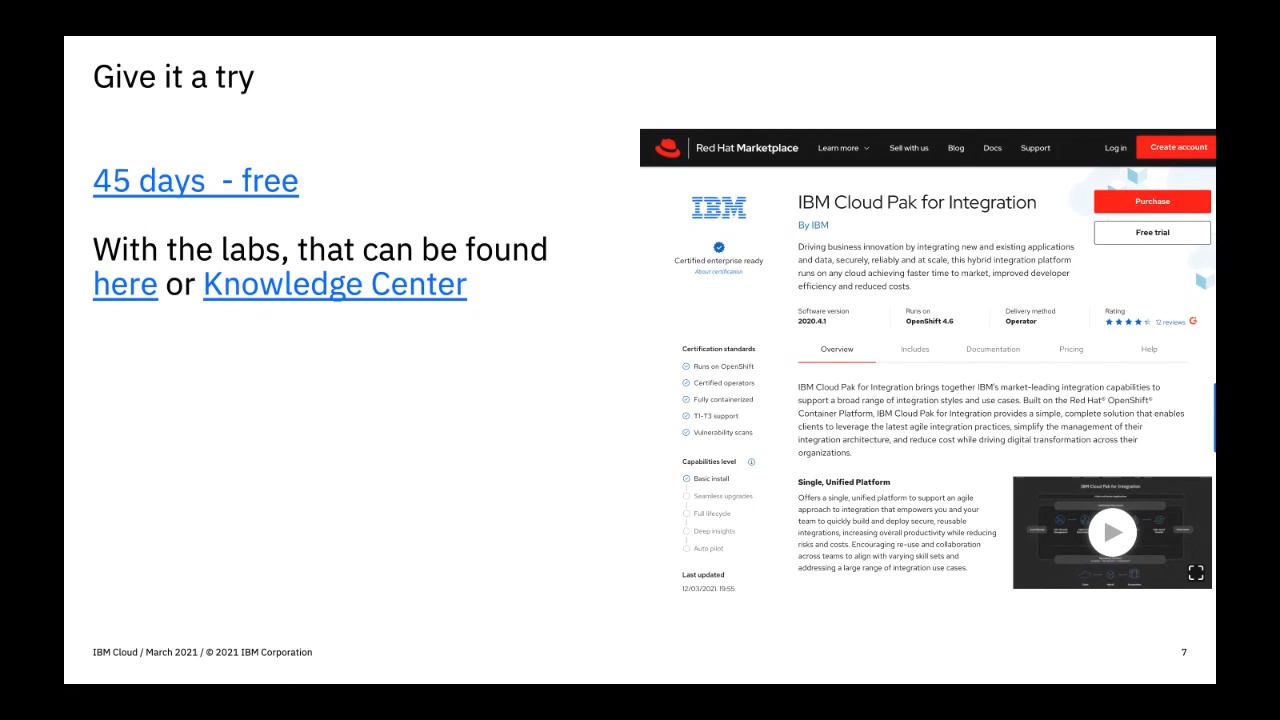 Give it a try
45 days - free
With the labs, that can be found
here or Knowledge Center
Red Hat Marketplace Learn more Sell with us Blog Docs Support Log in Create account
IBM
Certified enterprise ready
About certification
IBM Cloud Pak for Integration
By IBM
Driving business innovation by integrating new and existing applications
and data, securely, reliably and at scale, this hybrid integration platform
runs on any cloud achieving faster time to market, improved developer
efficiency and reduced costs.
Purchase
Free trial
Software version Runs on Delivery method Rating
2020.4.1 OpenShift 4.6 Operator 12 reviews
Overview Includes Documentation Pricing Help
Certification standards
Runs on OpenShift
Certified operators
Fully containerized
T1-T3 support
Vulnerability scans
Capabilities level
Basic install
Seamless upgrades
Full lifecycle
Deep insights
Auto pilot
Last updated
12/03/2021, 19:55
IBM Cloud Pak for Integration brings together IBM's market-leading integration capabilities to
support a broad range of integration styles and use cases. Built on the Red Hat® OpenShift®
Container Platform, IBM Cloud Pak for Integration provides a simple, complete solution that enables
clients to leverage the latest agile integration practices, simplify the management of their
integration architecture, and reduce cost while driving digital transformation across their
organizations.
Single, Unified Platform
Offers a single, unified platform to support an agile
approach to integration that empowers you and your
team to quickly build and deploy secure, reusable
integrations, increasing overall productivity while reducing
risks and costs. Encouraging re-use and collaboration
across teams to align with varying skill sets and
addressing a large range of integration use cases.
IBM Cloud Pak for Integration
IBM Cloud / March 2021 / © 2021 IBM Corporation
7